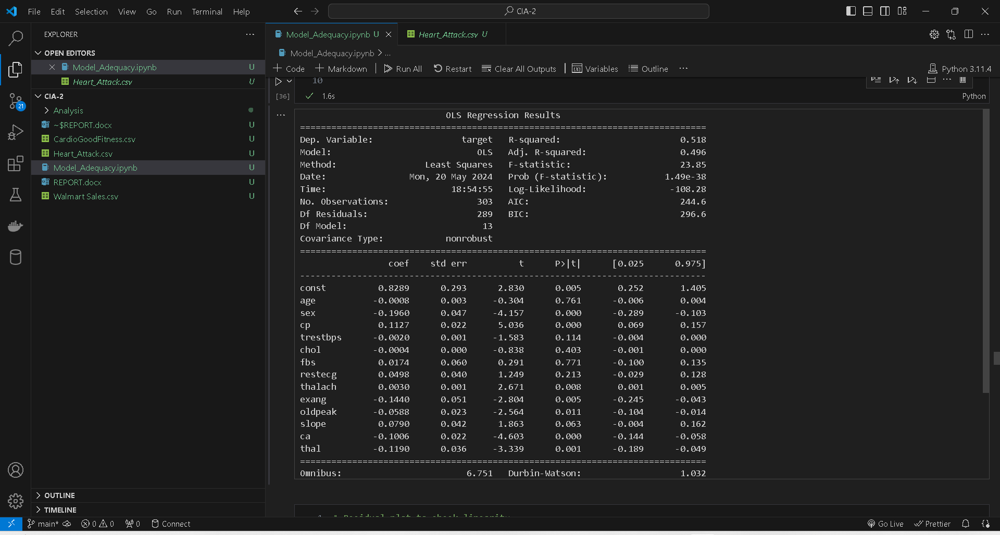 File Edit Selection View Go Run Terminal Help
CIA-2
EXPLORER
OPEN EDITORS
Model_Adequacy.ipynb U
Heart_Attack.csv U
CIA-2
21
Analysis
~$REPORT.docx U
CardioGoodFitness.csv U
Heart_Attack.csv U
Model_Adequacy.ipynb U
REPORT.docx U
Walmart Sales.csv U
OUTLINE
TIMELINE
Model_Adequacy.ipynb U
Heart_Attack.csv U
Model_Adequacy.ipynb > ...
+ Code + Markdown | Run All Restart Clear All Outputs | Variables Outline ...
Python 3.11.4
10
[36] 1.6s
Python
OLS Regression Results
==============================================================================
Dep. Variable: target R-squared: 0.518
Model: OLS Adj. R-squared: 0.496
Method: Least Squares F-statistic: 23.85
Date: Mon, 20 May 2024 Prob (F-statistic): 1.49e-38
Time: 18:54:55 Log-Likelihood: -108.28
No. Observations: 303 AIC: 244.6
Df Residuals: 289 BIC: 296.6
Df Model: 13
Covariance Type: nonrobust
==============================================================================
coef std err t P>|t| [0.025 0.975]
------------------------------------------------------------------------------
const 0.8289 0.293 2.830 0.005 0.252 1.405
age -0.0008 0.003 -0.304 0.761 -0.006 0.004
sex -0.1960 0.047 -4.157 0.000 -0.289 -0.103
cp 0.1127 0.022 5.036 0.000 0.069 0.157
trestbps -0.0020 0.001 -1.583 0.114 -0.004 0.000
chol -0.0004 0.000 -0.838 0.403 -0.001 0.000
fbs 0.0174 0.060 0.291 0.771 -0.100 0.135
restecg 0.0498 0.040 1.249 0.213 -0.029 0.128
thalach 0.0030 0.001 2.671 0.008 0.001 0.005
exang -0.1440 0.051 -2.804 0.005 -0.245 -0.043
oldpeak -0.0588 0.023 -2.564 0.011 -0.104 -0.014
slope 0.0790 0.042 1.863 0.063 -0.004 0.162
ca -0.1006 0.022 -4.603 0.000 -0.144 -0.058
thal -0.1190 0.036 -3.339 0.001 -0.189 -0.049
==============================================================================
Omnibus: 6.751 Durbin-Watson: 1.032
1 # Residual plot to check linearity
main* 0 0 0 Connect
Go Live Prettier